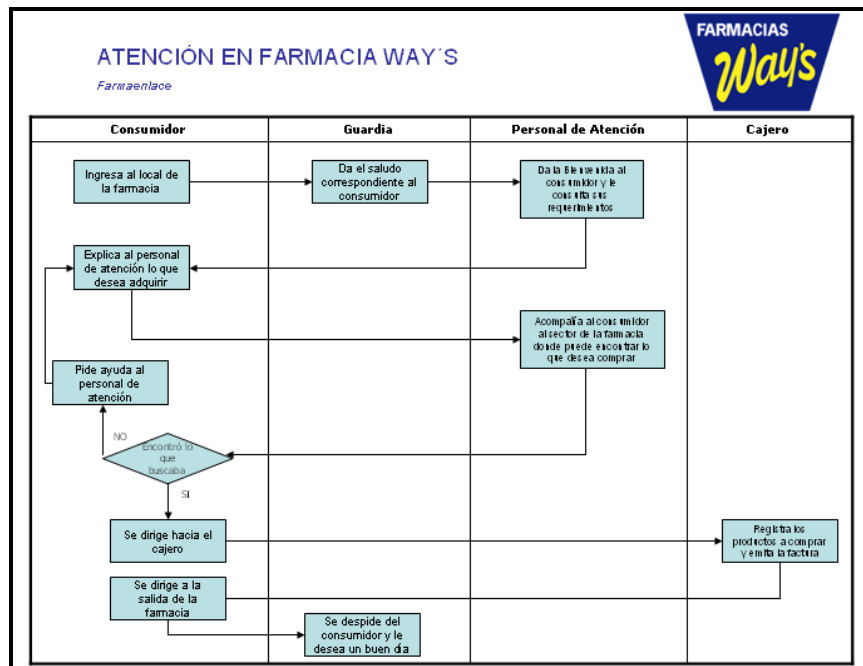 ATENCIÓN EN FARMACIA WAY´S
Farmaenlace
FARMACIAS
Way's
Consumidor
Guardia
Personal de Atención
Cajero
Ingresa al local de
la farmacia
Da el saludo
correspondiente al
consumidor
Da la Bienvenida al
consumidor y le
consulta sus
requerimientos
Explica al personal
de atención lo que
desea adquirir
Acompañía al consumidor
al sector de la farmacia
donde puede encontrar lo
que desea comprar
Pide ayuda al
personal de
atención
NO
Encontró lo
que
buscaba
SI
Se dirige hacia el
cajero
Registra los
productos a comprar
y emita la factura
Se dirige a la
salida de la
farmacia
Se despide del
consumidor y le
desea un buen día